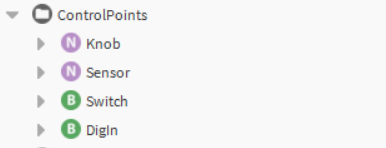 ControlPoints
N Knob
N Sensor
B Switch
B DigIn